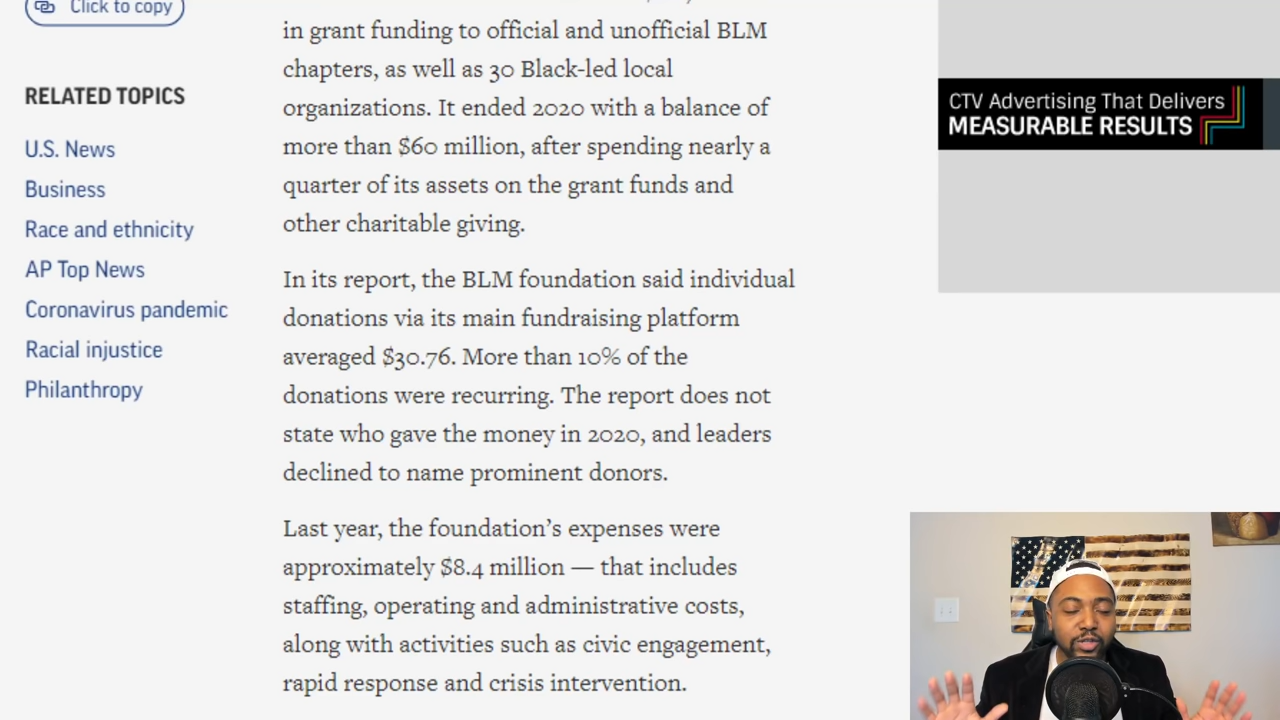 Click to copy
RELATED TOPICS
U.S. News
Business
Race and ethnicity
AP Top News
Coronavirus pandemic
Racial injustice
Philanthropy
in grant funding to official and unofficial BLM
chapters, as well as 30 Black-led local
organizations. It ended 2020 with a balance of
more than $60 million, after spending nearly a
quarter of its assets on the grant funds and
other charitable giving.
In its report, the BLM foundation said individual
donations via its main fundraising platform
averaged $30.76. More than 10% of the
donations were recurring. The report does not
state who gave the money in 2020, and leaders
declined to name prominent donors.
Last year, the foundation’s expenses were
approximately $8.4 million — that includes
staffing, operating and administrative costs,
along with activities such as civic engagement,
rapid response and crisis intervention.
CTV Advertising That Delivers
MEASURABLE RESULTS